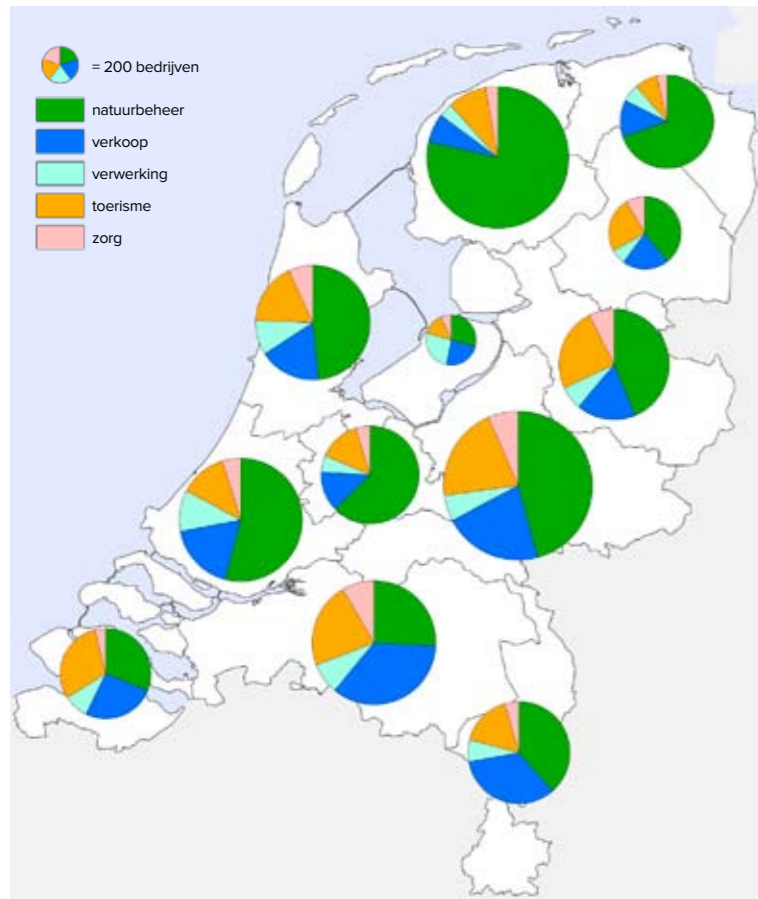 = 200 bedrijven
natuurbeheer
verkoop
verwerking
toerisme
zorg